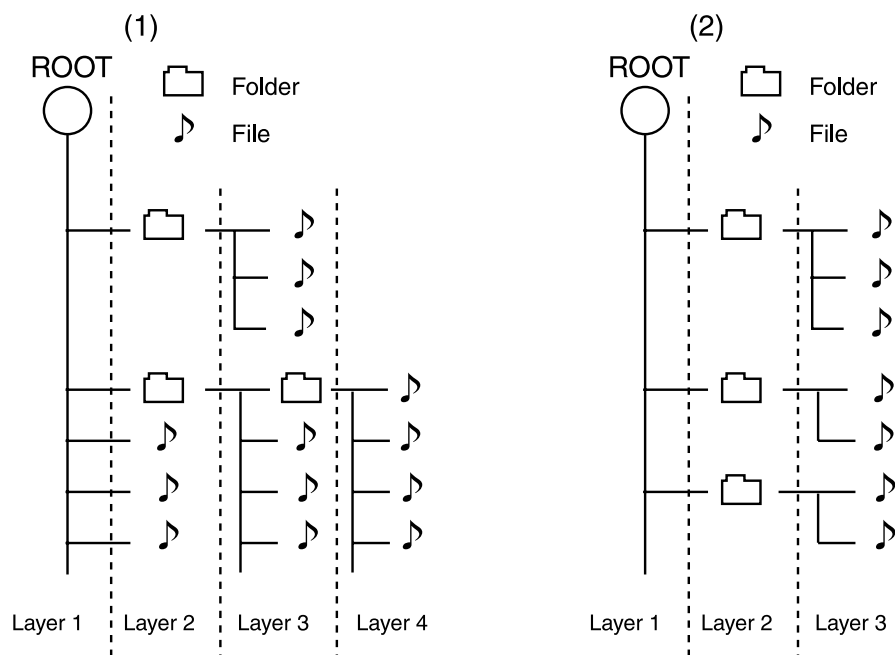 (1)
ROOT
Folder
File
Layer 1
Layer 2
Layer 3
Layer 4
(2)
ROOT
Folder
File
Layer 1
Layer 2
Layer 3